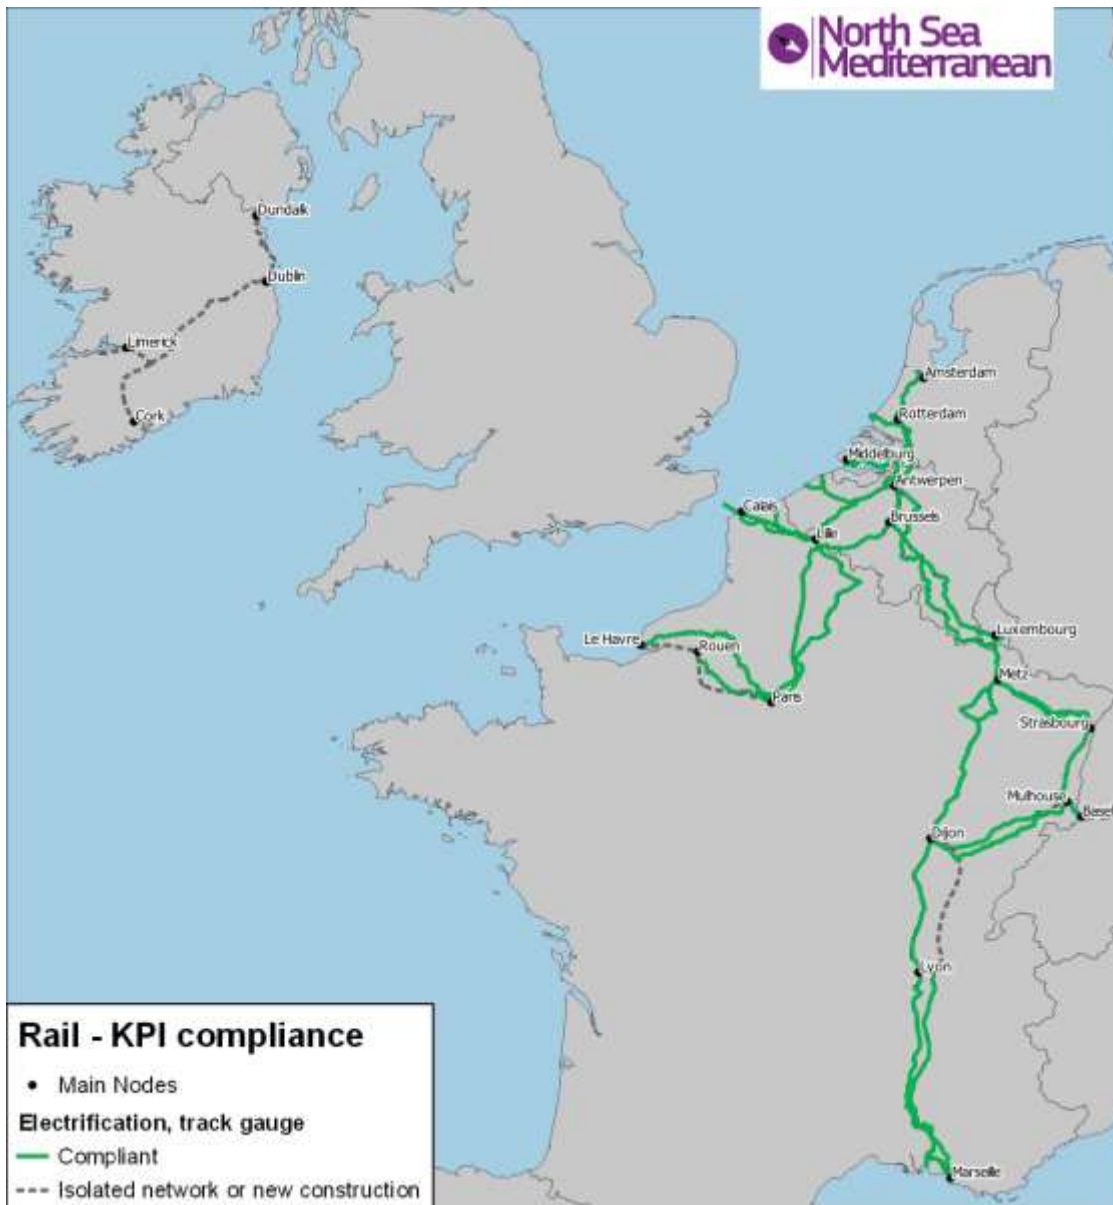 North Sea
Mediterranean
Dundalk
Dublin
Limerick
Cork
Amsterdam
Rotterdam
Middelburg
Antwerpen
Calais
Brussels
Lille
Luxembourg
Le Havre
Rouen
Metz
Paris
Strasbourg
Mulhouse
Basel
Dijon
Lyon
Marseille
Rail - KPI compliance
Main Nodes
Electrification, track gauge
Compliant
Isolated network or new construction